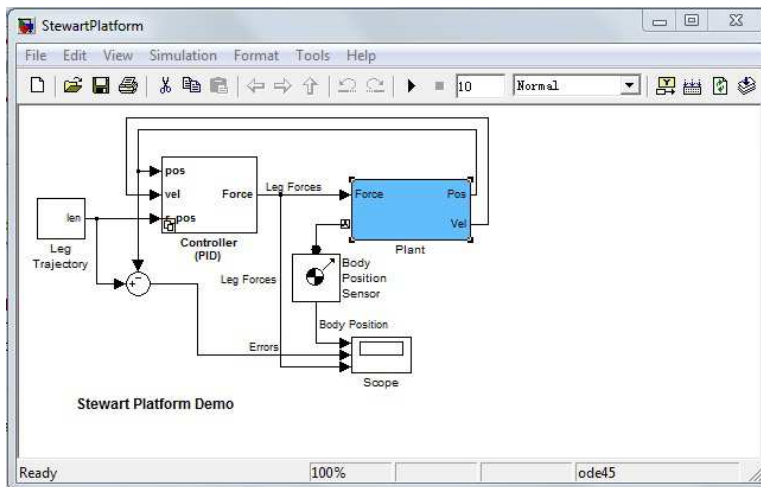 StewartPlatform
File Edit View Simulation Format Tools Help
10 Normal
pos
vel
r_pos
Force
Controller
(PID)
len
Leg
Trajectory
Leg Forces
Force
Pos
Vel
Plant
Leg Forces
Body
Position
Sensor
Body Position
Errors
Scope
Stewart Platform Demo
Ready 100% ode45